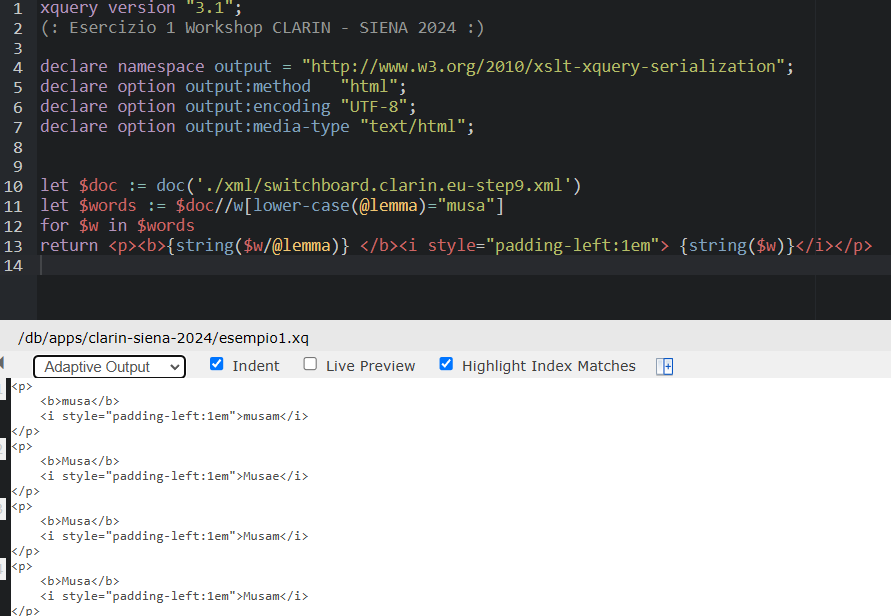 1 xquery version "3.1";
2 (: Esercizio 1 Workshop CLARIN - SIENA 2024 :)
3
4 declare namespace output = "http://www.w3.org/2010/xslt-xquery-serialization";
5 declare option output:method   "html";
6 declare option output:encoding "UTF-8";
7 declare option output:media-type "text/html";
8
9
10 let $doc := doc('./xml/switchboard.clarin.eu-step9.xml')
11 let $words := $doc//w[lower-case(@lemma)="musa"]
12 for $w in $words
13 return <p><b>{string($w/@lemma)} </b><i style="padding-left:1em"> {string($w)}</i></p>
14
/db/apps/clarin-siena-2024/esempio1.xq
Adaptive Output Indent Live Preview Highlight Index Matches
<p>
    <b>musa</b>
    <i style="padding-left:1em">musam</i>
</p>
<p>
    <b>Musa</b>
    <i style="padding-left:1em">Musae</i>
</p>
<p>
    <b>Musa</b>
    <i style="padding-left:1em">Musam</i>
</p>
<p>
    <b>Musa</b>
    <i style="padding-left:1em">Musam</i>
</p>